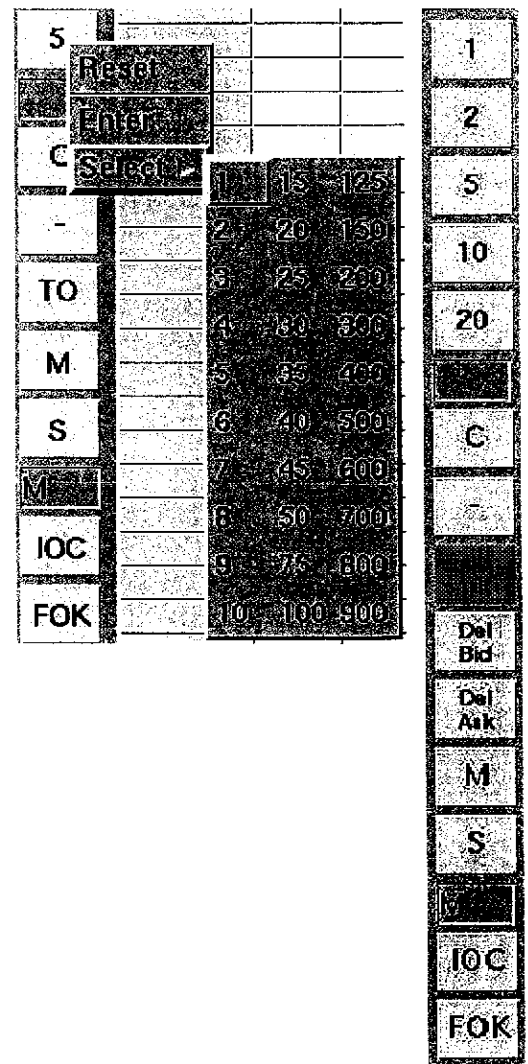 5
Reset
Enter
C
Select
1 15 125
2 20 150
3 25 200
4 30 300
5 35 400
6 40 500
7 45 600
8 50 700
9 75 800
10 100 900
-
TO
M
S
M
IOC
FOK
1
2
5
10
20
C
-
Del
Bid
Del
Ask
M
S
IOC
FOK